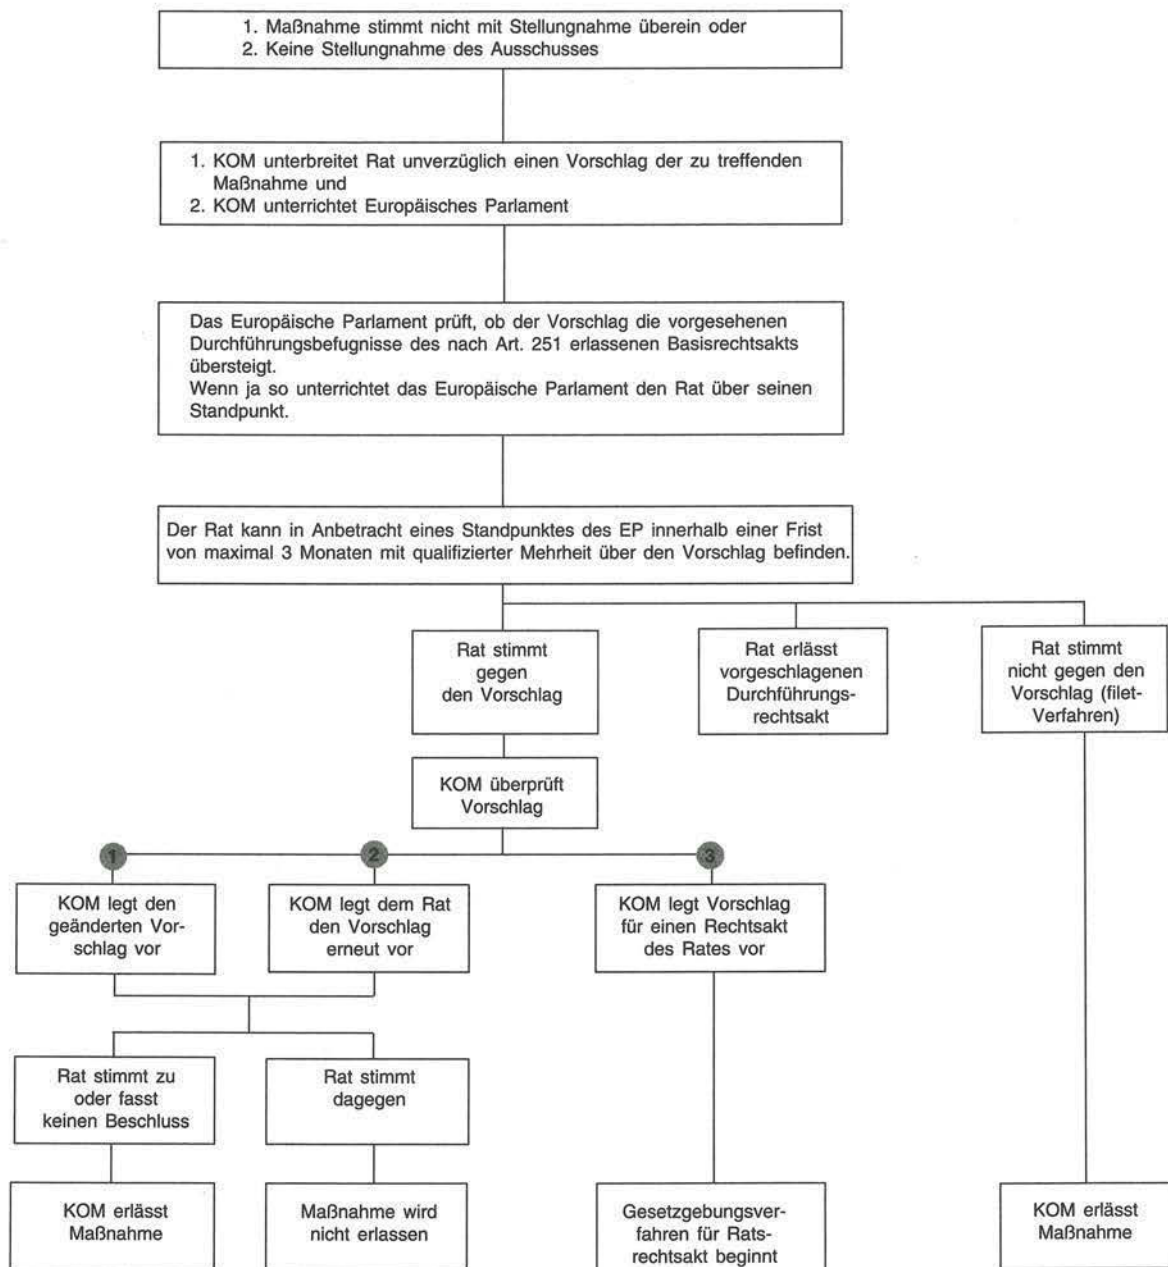 1. Maßnahme stimmt nicht mit Stellungnahme überein oder
2. Keine Stellungnahme des Ausschusses
1. KOM unterbreitet Rat unverzüglich einen Vorschlag der zu treffenden
Maßnahme und
2. KOM unterrichtet Europäisches Parlament
Das Europäische Parlament prüft, ob der Vorschlag die vorgesehenen
Durchführungsbefugnisse des nach Art. 251 erlassenen Basisrechtsakts
übersteigt.
Wenn ja so unterrichtet das Europäische Parlament den Rat über seinen
Standpunkt.
Der Rat kann in Anbetracht eines Standpunktes des EP innerhalb einer Frist
von maximal 3 Monaten mit qualifizierter Mehrheit über den Vorschlag befinden.
Rat stimmt
gegen
den Vorschlag
Rat erlässt
vorgeschlagenen
Durchführungs-
rechtsakt
Rat stimmt
nicht gegen den
Vorschlag (filet-
Verfahren)
KOM überprüft
Vorschlag
1
2
3
KOM legt den
geänderten Vor-
schlag vor
KOM legt dem Rat
den Vorschlag
erneut vor
KOM legt Vorschlag
für einen Rechtsakt
des Rates vor
Rat stimmt zu
oder fasst
keinen Beschluss
Rat stimmt
dagegen
KOM erlässt
Maßnahme
Maßnahme wird
nicht erlassen
Gesetzgebungsver-
fahren für Rats-
rechtsakt beginnt
KOM erlässt
Maßnahme